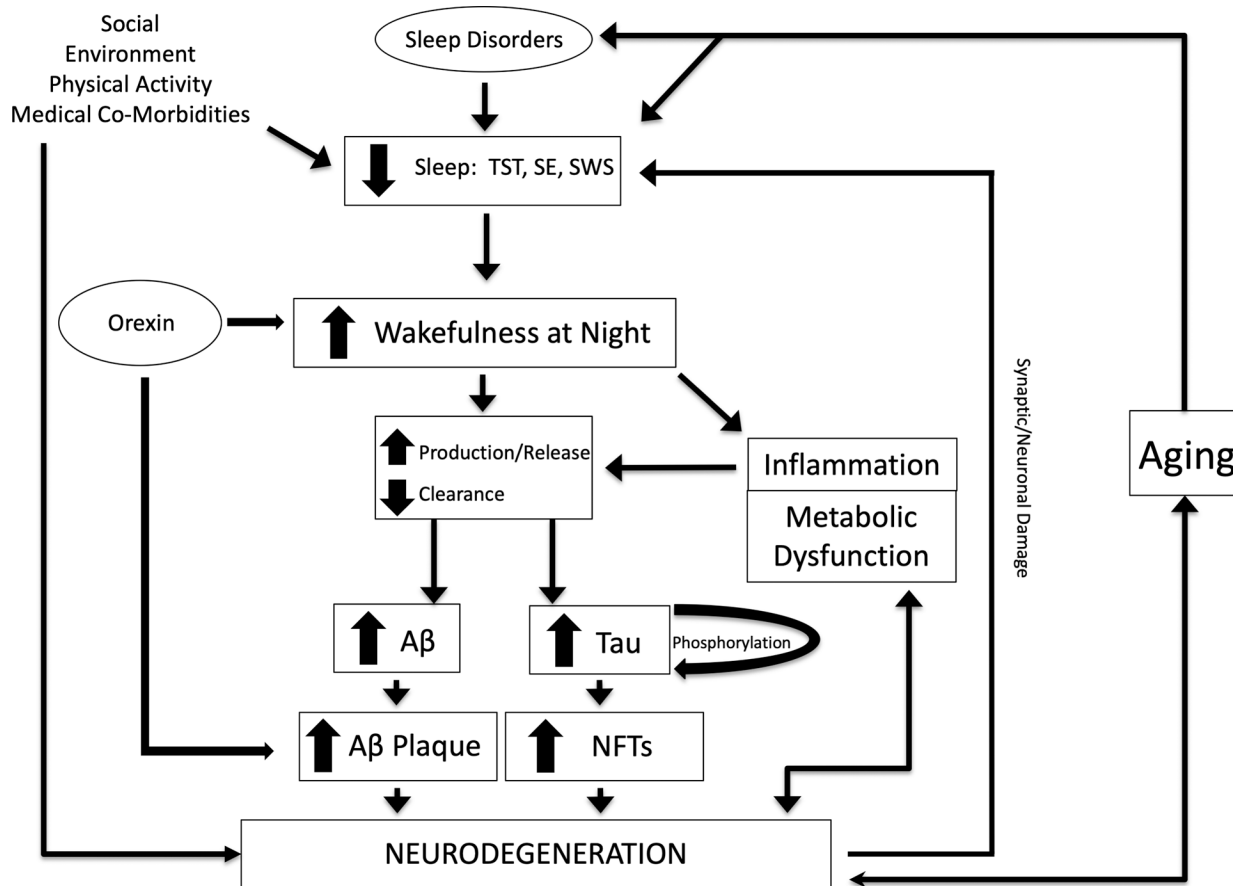 Social
Environment
Physical Activity
Medical Co-Morbidities
Sleep Disorders
Sleep: TST, SE, SWS
Orexin
Wakefulness at Night
Production/Release
Clearance
Inflammation
Metabolic
Dysfunction
Synaptic/Neuronal Damage
Aging
Aβ
Tau
Phosphorylation
Aβ Plaque
NFTs
NEURODEGENERATION